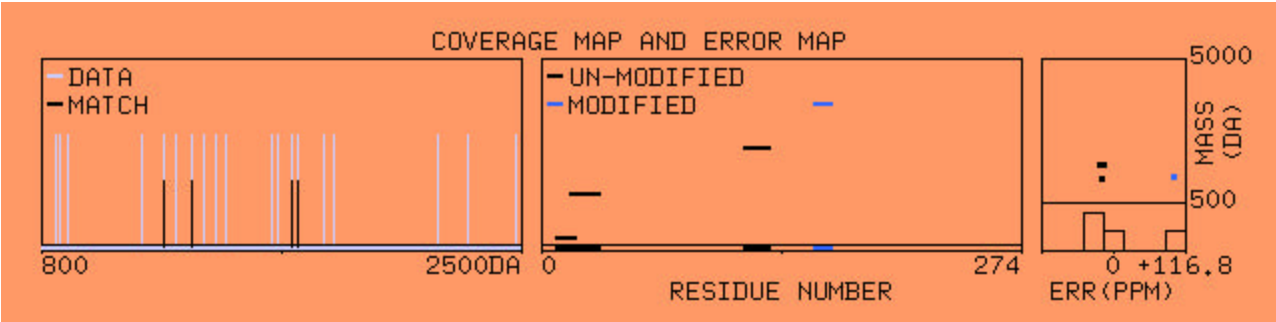 COVERAGE MAP AND ERROR MAP
DATA
MATCH
800
2500DA
UN-MODIFIED
MODIFIED
0
274
RESIDUE NUMBER
5000
MASS
(DA)
500
0 +116.8
ERR(PPM)